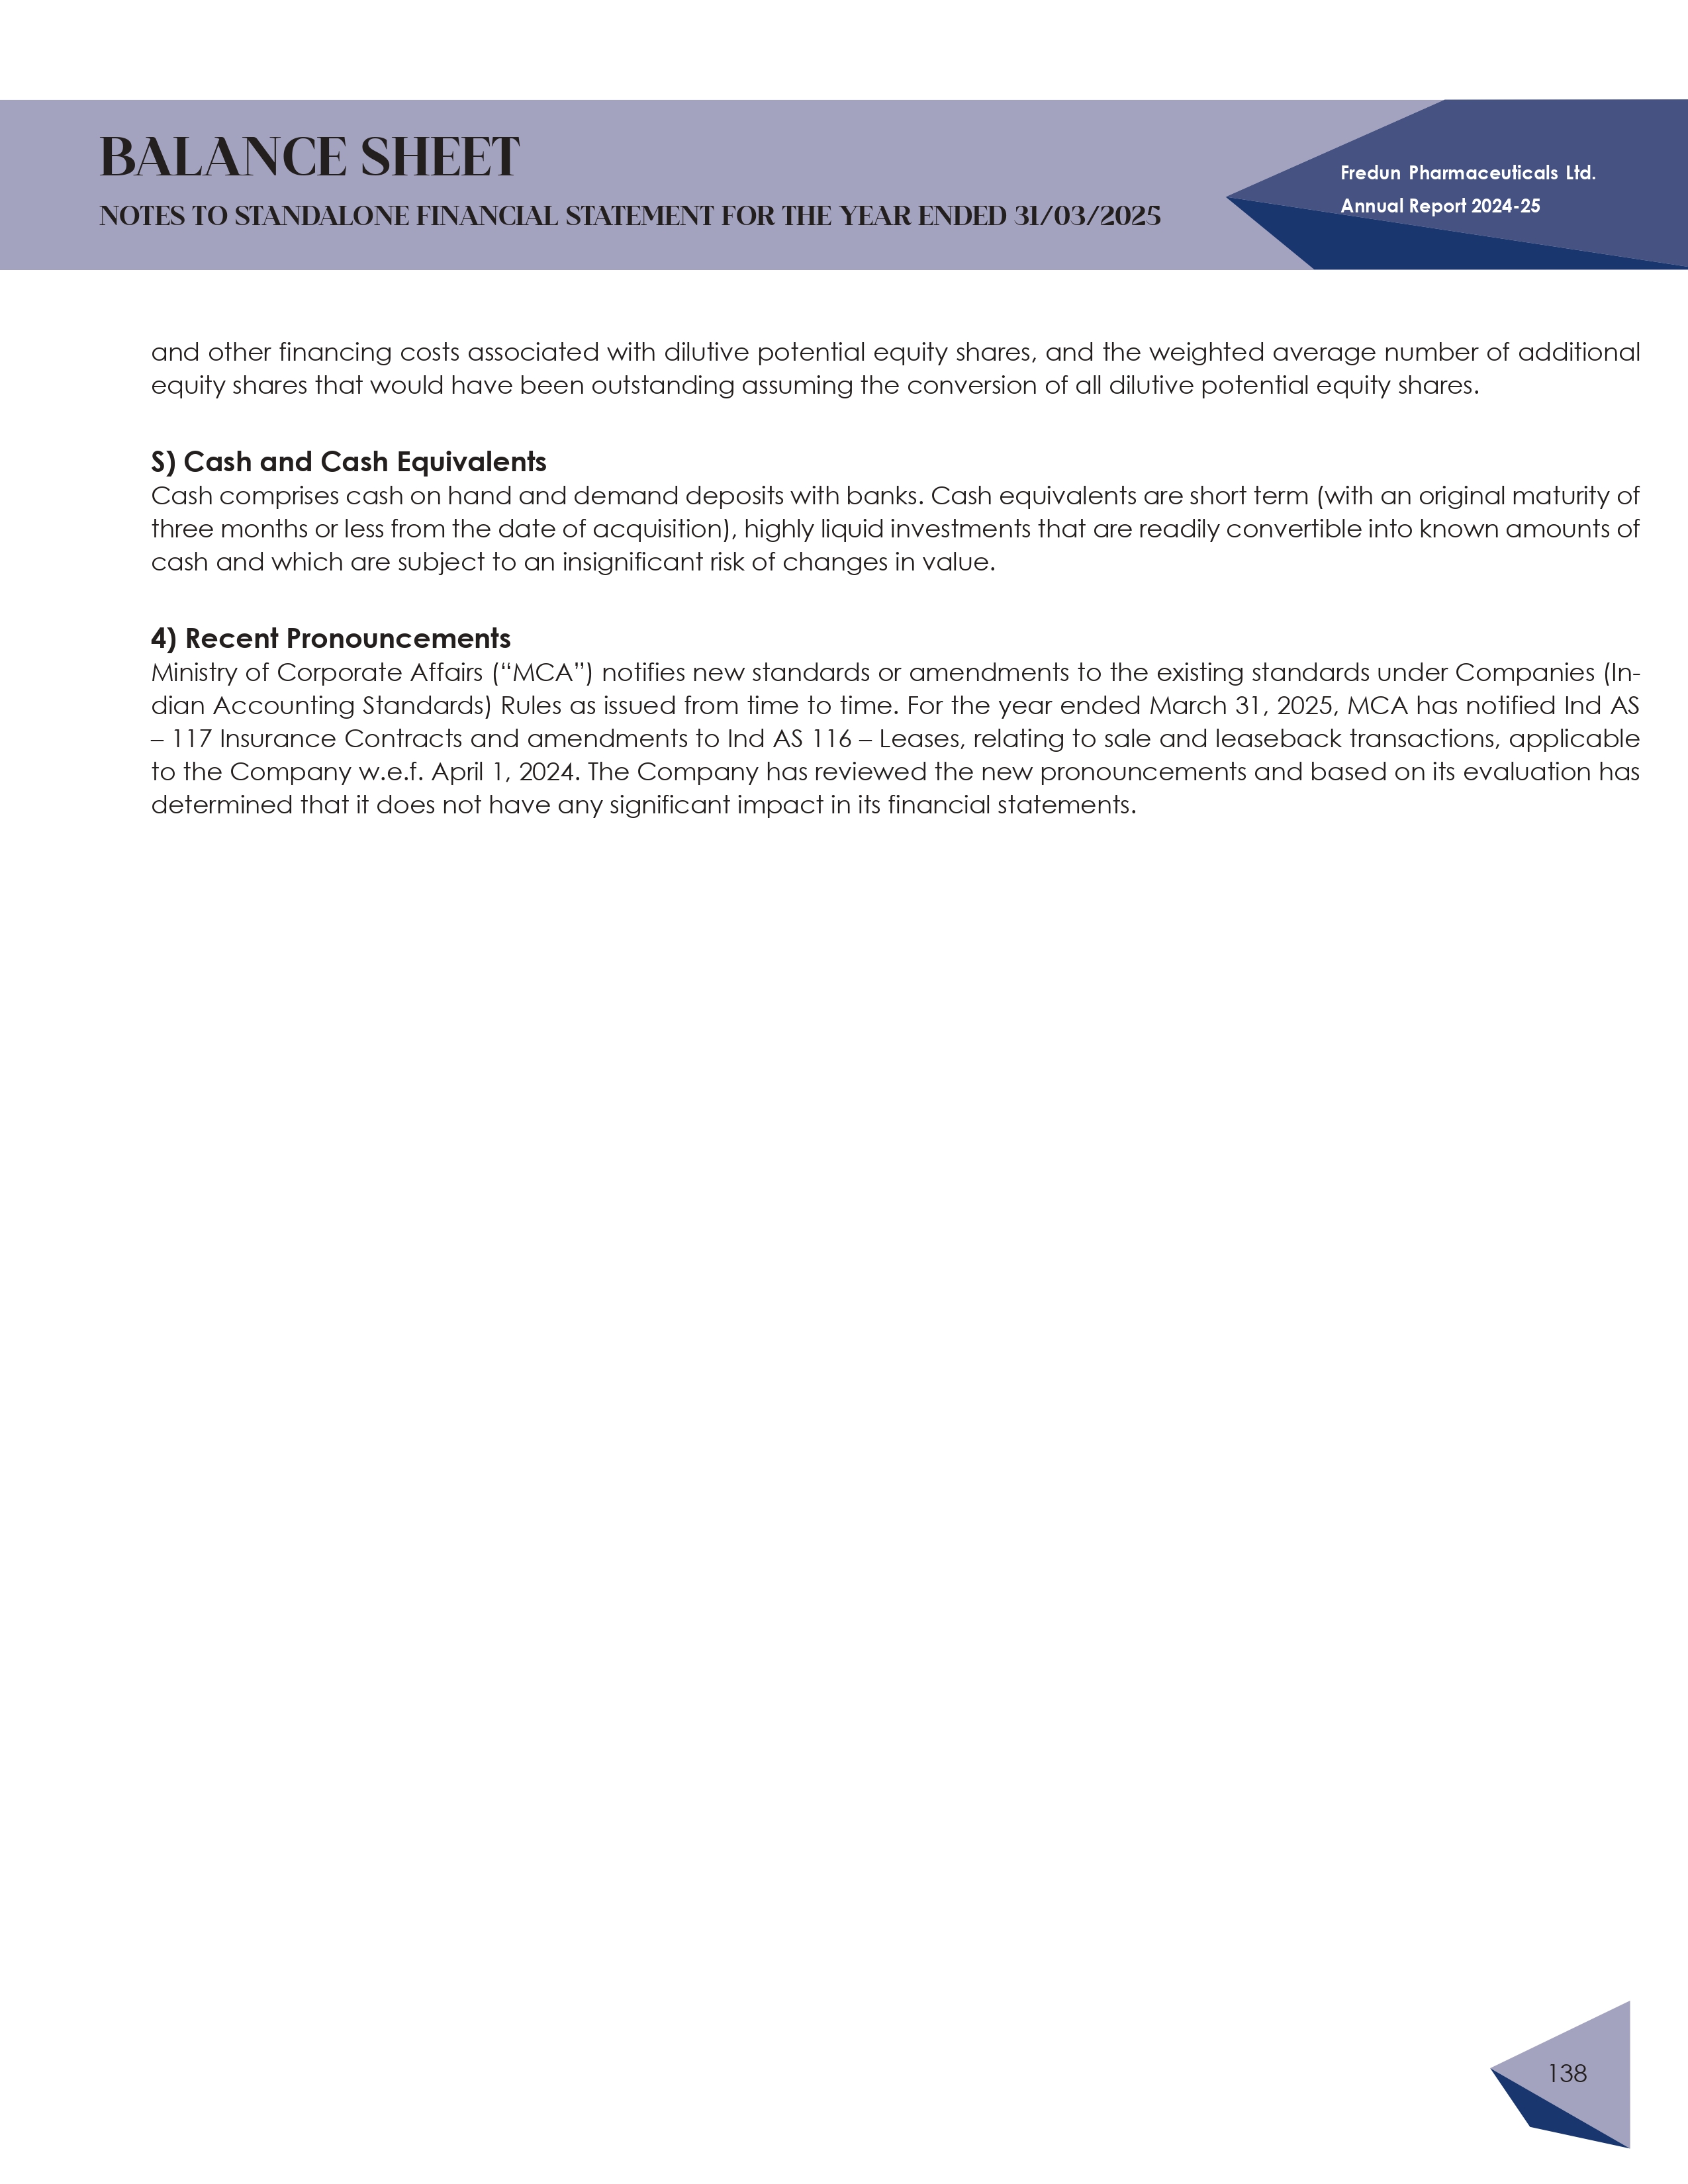 BALANCE SHEET
NOTES TO STANDALONE FINANCIAL STATEMENT FOR THE YEAR ENDED 31/03/2025
Fredun Pharmaceuticals Ltd.
Annual Report 2024-25
and other financing costs associated with dilutive potential equity shares, and the weighted average number of additional
equity shares that would have been outstanding assuming the conversion of all dilutive potential equity shares.
S) Cash and Cash Equivalents
Cash comprises cash on hand and demand deposits with banks. Cash equivalents are short term (with an original maturity of
three months or less from the date of acquisition), highly liquid investments that are readily convertible into known amounts of
cash and which are subject to an insignificant risk of changes in value.
4) Recent Pronouncements
Ministry of Corporate Affairs (“MCA”) notifies new standards or amendments to the existing standards under Companies (In-
dian Accounting Standards) Rules as issued from time to time. For the year ended March 31, 2025, MCA has notified Ind AS
– 117 Insurance Contracts and amendments to Ind AS 116 – Leases, relating to sale and leaseback transactions, applicable
to the Company w.e.f. April 1, 2024. The Company has reviewed the new pronouncements and based on its evaluation has
determined that it does not have any significant impact in its financial statements.
138